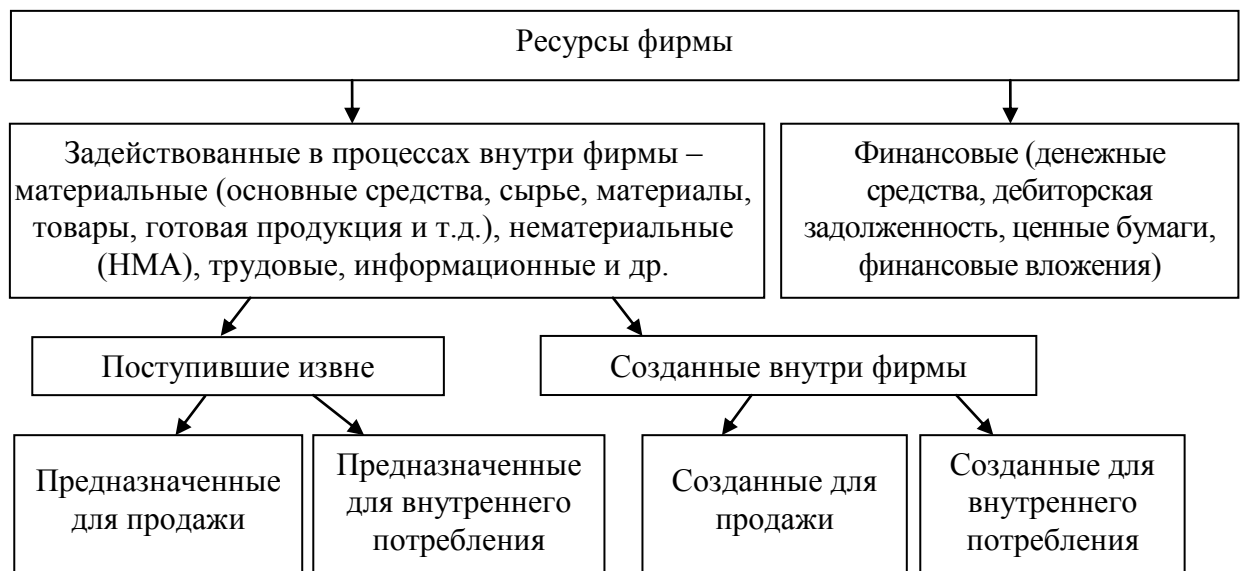 Ресурсы фирмы
Задействованные в процессах внутри фирмы –
материальные (основные средства, сырье, материалы,
товары, готовая продукция и т.д.), нематериальные
(НМА), трудовые, информационные и др.
Финансовые (денежные
средства, дебиторская
задолженность, ценные бумаги,
финансовые вложения)
Поступившие извне
Созданные внутри фирмы
Предназначенные
для продажи
Предназначенные
для внутреннего
потребления
Созданные для
продажи
Созданные для
внутреннего
потребления